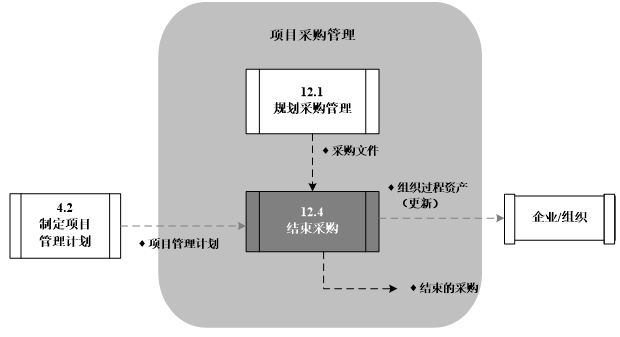 项目采购管理
12.1
规划采购管理
♦ 采购文件
♦ 组织过程资产
（更新）
4.2
制定项目
管理计划
12.4
结束采购
企业/组织
♦ 项目管理计划
♦ 结束的采购